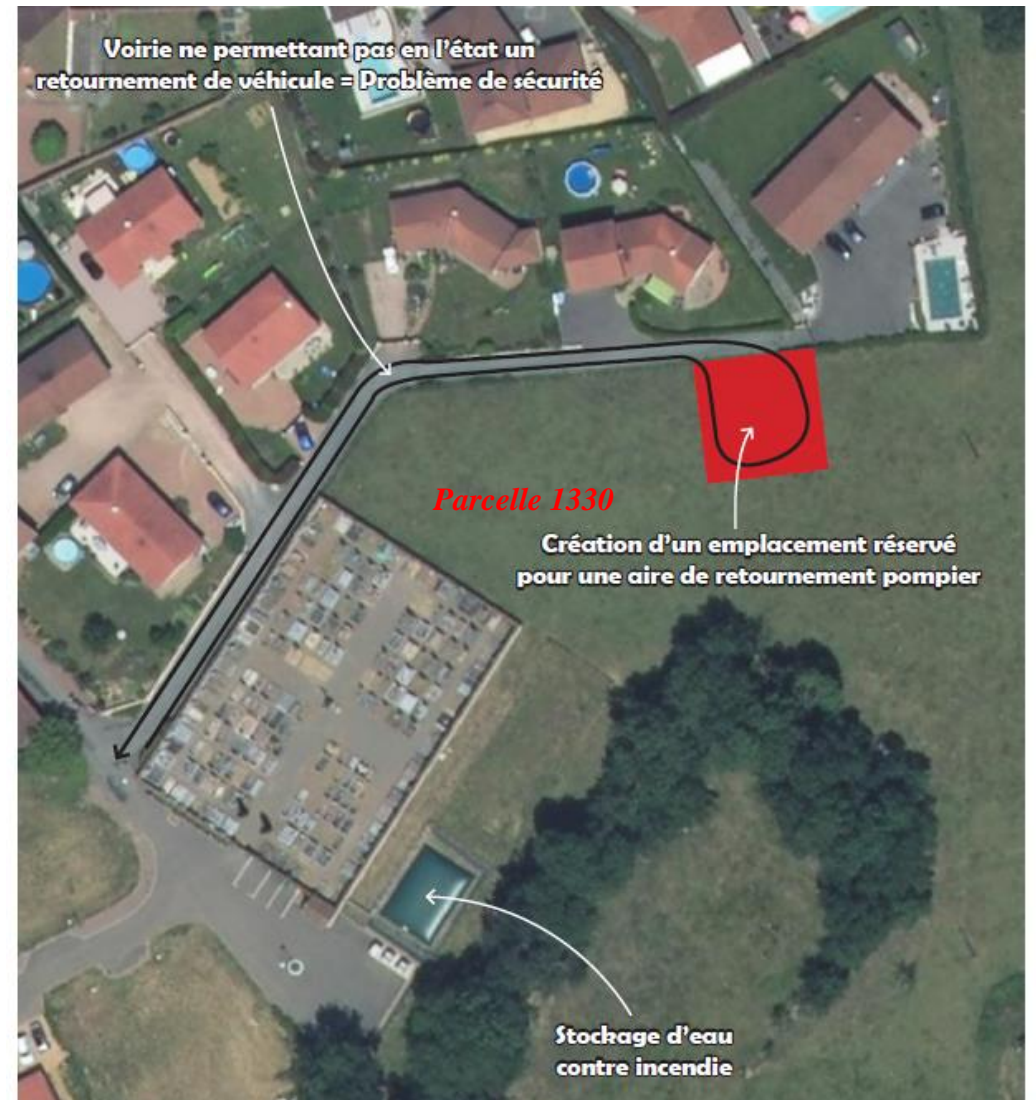 Voirie ne permettant pas en l'état un
retournement de véhicule = Problème de sécurité
Parcelle 1330
Création d'un emplacement réservé
pour une aire de retournement pompier
Stockage d'eau
contre incendie